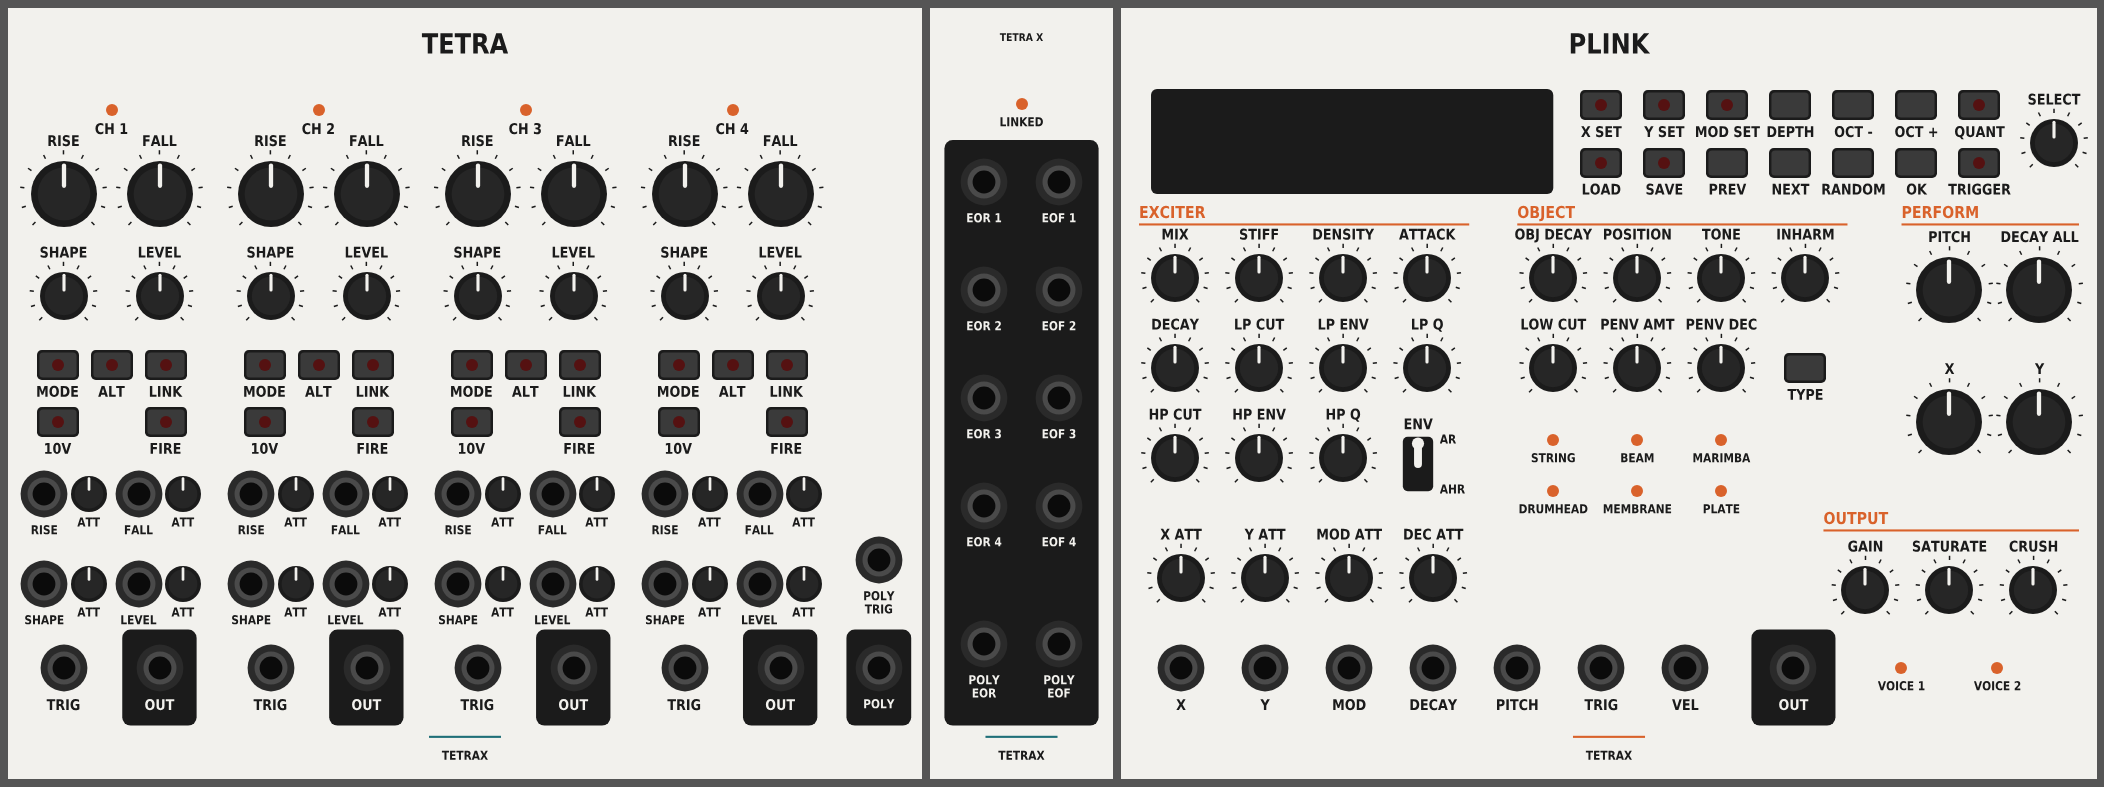 TETRA
CH 1 CH 2 CH 3 CH 4
RISE FALL RISE FALL RISE FALL RISE FALL
SHAPE LEVEL SHAPE LEVEL SHAPE LEVEL SHAPE LEVEL
MODE ALT LINK MODE ALT LINK MODE ALT LINK MODE ALT LINK
10V FIRE 10V FIRE 10V FIRE 10V FIRE
RISE ATT FALL ATT RISE ATT FALL ATT RISE ATT FALL ATT RISE ATT FALL ATT
POLY
TRIG
SHAPE ATT LEVEL ATT SHAPE ATT LEVEL ATT SHAPE ATT LEVEL ATT SHAPE ATT LEVEL ATT
TRIG OUT TRIG OUT TRIG OUT TRIG OUT POLY
TETRAX
TETRA X
LINKED
EOR 1 EOF 1
EOR 2 EOF 2
EOR 3 EOF 3
EOR 4 EOF 4
POLY POLY
EOR EOF
TETRAX
PLINK
X SET Y SET MOD SET DEPTH OCT - OCT + QUANT SELECT
LOAD SAVE PREV NEXT RANDOM OK TRIGGER
EXCITER OBJECT PERFORM
MIX STIFF DENSITY ATTACK OBJ DECAY POSITION TONE INHARM PITCH DECAY ALL
DECAY LP CUT LP ENV LP Q LOW CUT PENV AMT PENV DEC TYPE X Y
HP CUT HP ENV HP Q ENV AR AHR
STRING BEAM MARIMBA
DRUMHEAD MEMBRANE PLATE
OUTPUT
X ATT Y ATT MOD ATT DEC ATT GAIN SATURATE CRUSH
X Y MOD DECAY PITCH TRIG VEL OUT VOICE 1 VOICE 2
TETRAX